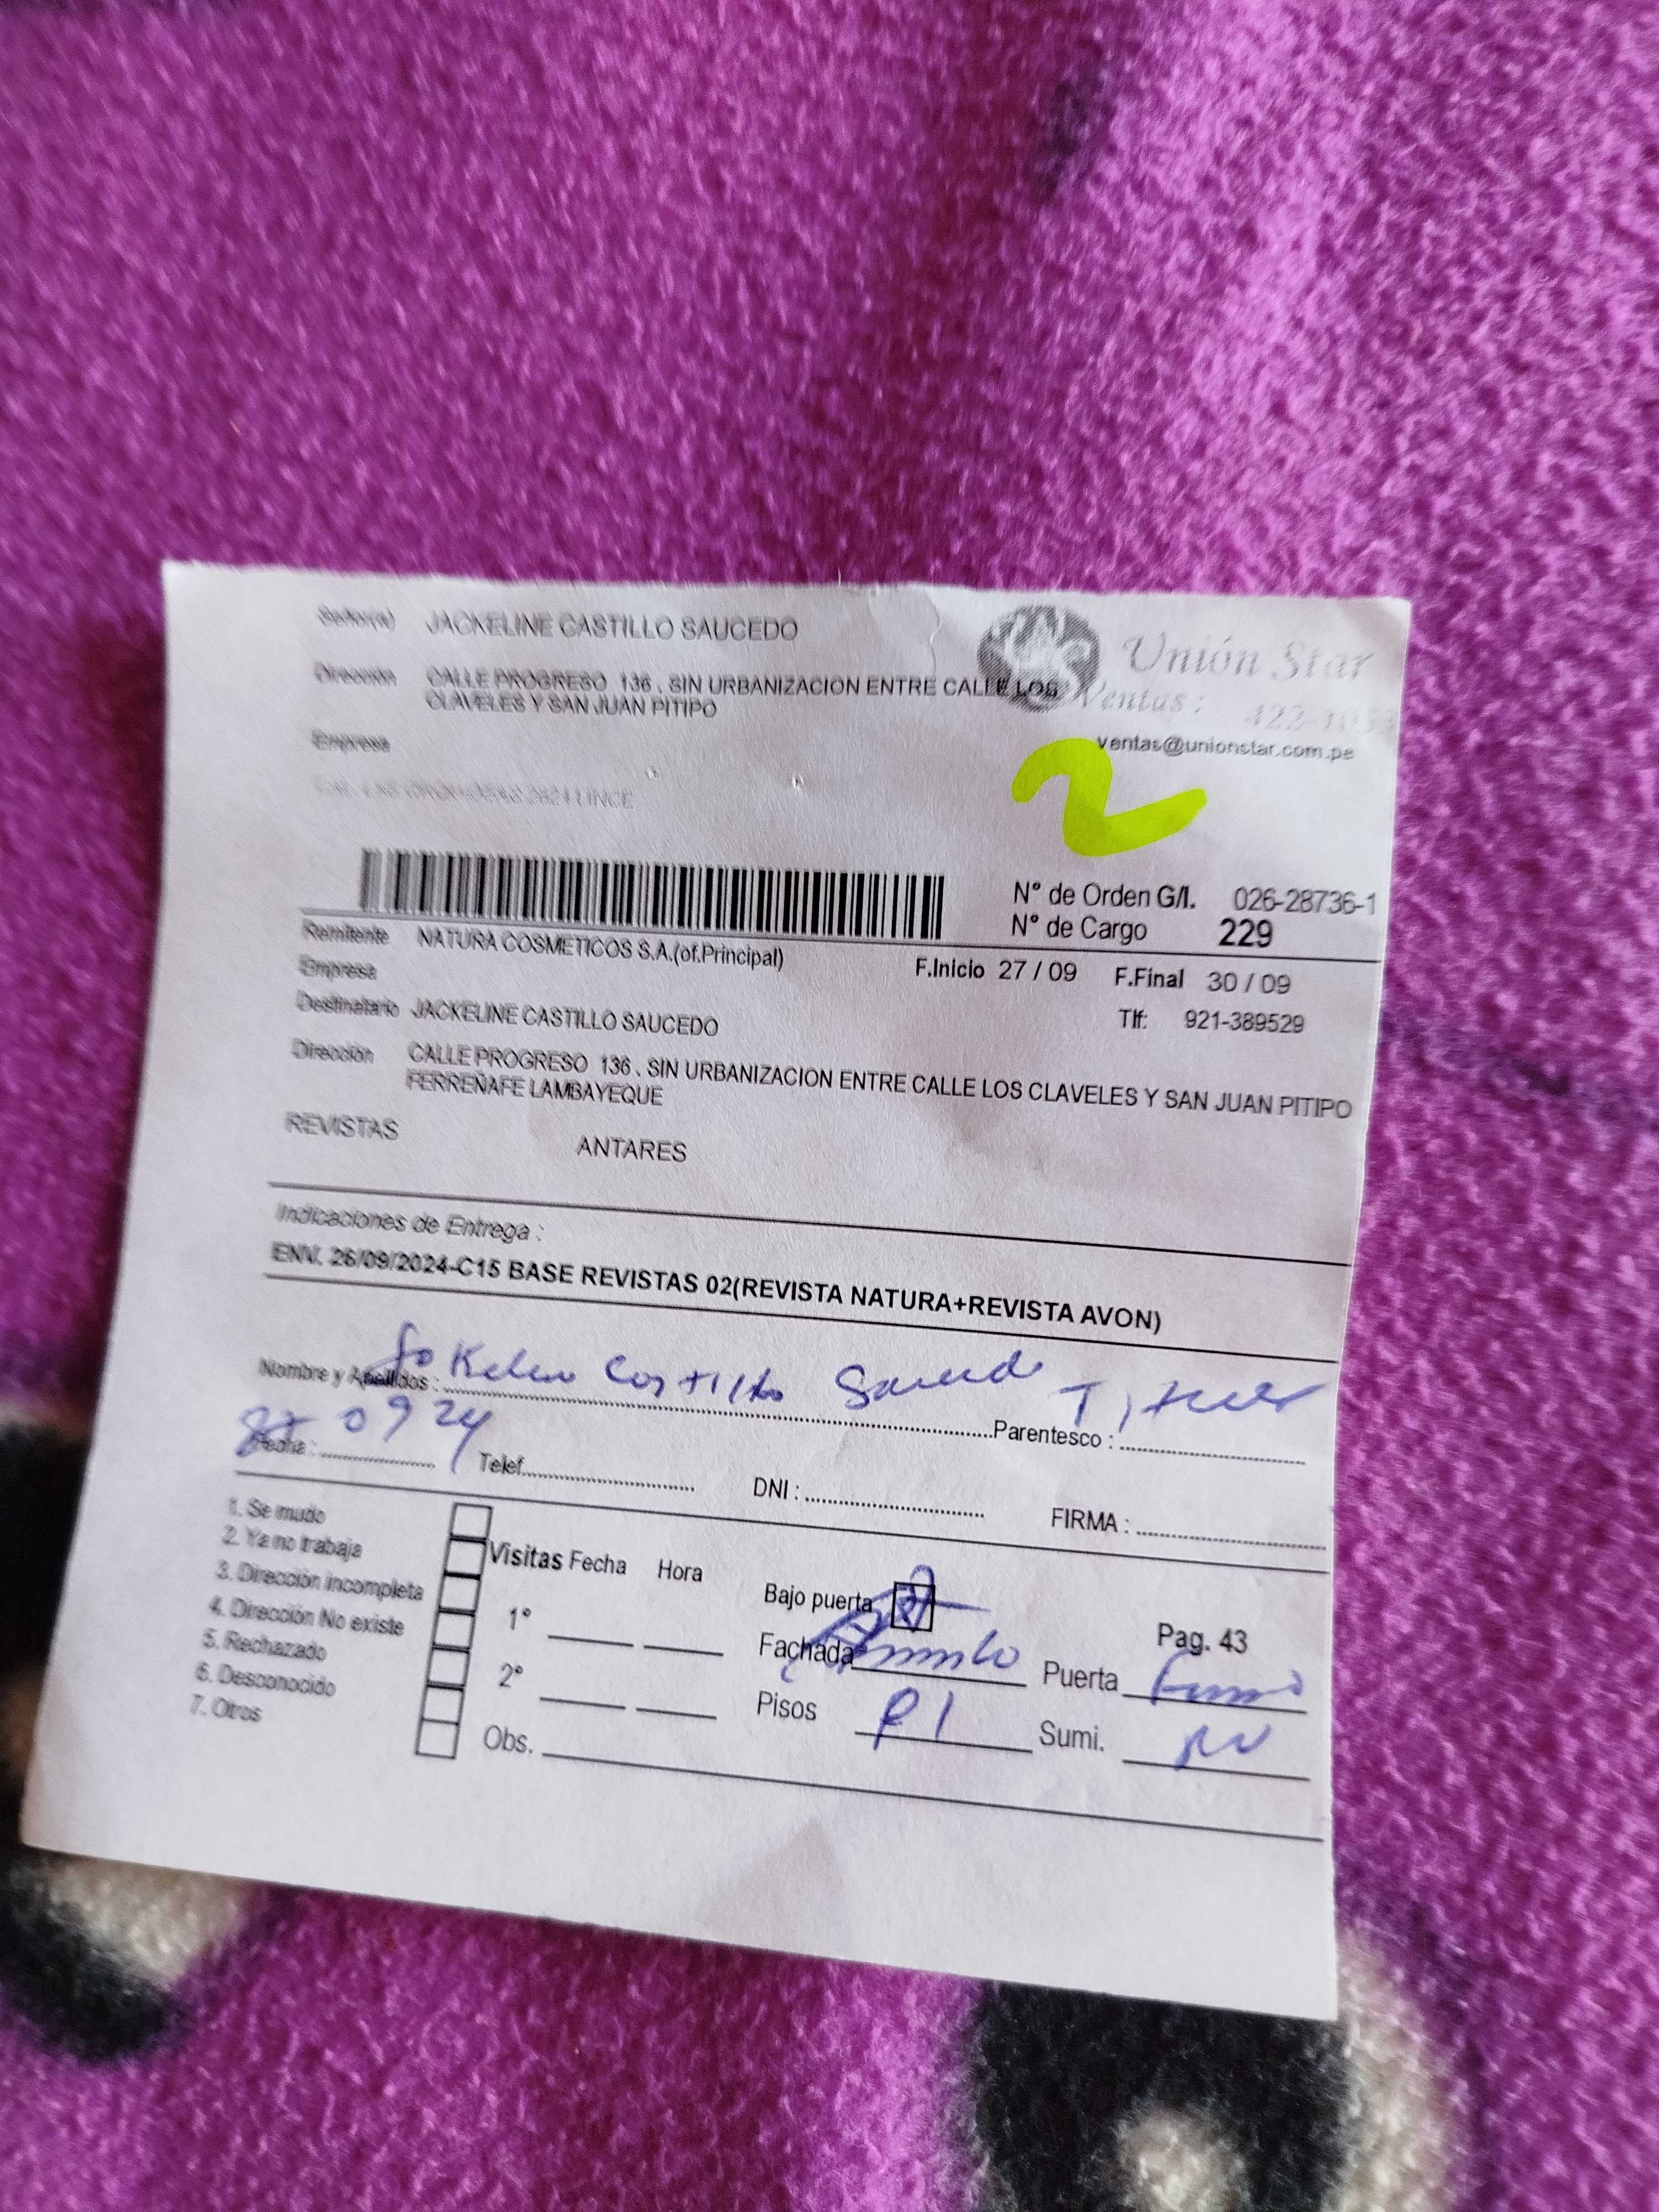 Señor(a) JACKELINE CASTILLO SAUCEDO
Unión Star
Dirección CALLE PROGRESO 136 . SIN URBANIZACION ENTRE CALLE LOS
CLAVELES Y SAN JUAN PITIPO
Ventas:
ventas@unionstar.com.pe
Empresa
2
N° de Orden G/I. 026-28736-1
N° de Cargo 229
Remitente NATURA COSMETICOS S.A.(of.Principal)
Empresa
F.Inicio 27 / 09 F.Final 30 / 09
Destinatario JACKELINE CASTILLO SAUCEDO
Tlf: 921-389529
Dirección CALLE PROGRESO 136 . SIN URBANIZACION ENTRE CALLE LOS CLAVELES Y SAN JUAN PITIPO
FERREÑAFE LAMBAYEQUE
REVISTAS ANTARES
Indicaciones de Entrega :
ENV. 26/09/2024-C15 BASE REVISTAS 02(REVISTA NATURA+REVISTA AVON)
Nombre y Apellidos : Castillo Parentesco : Titular
Fecha : 09 24 Telef. DNI : FIRMA :
1. Se mudo
2. Ya no trabaja
3. Dirección incompleta
4. Dirección No existe
5. Rechazado
6. Desconocido
7. Otros
Visitas Fecha Hora
1°
2°
Obs.
Bajo puerta
Pag. 43
Fachada Puerta
Pisos P1 Sumi.